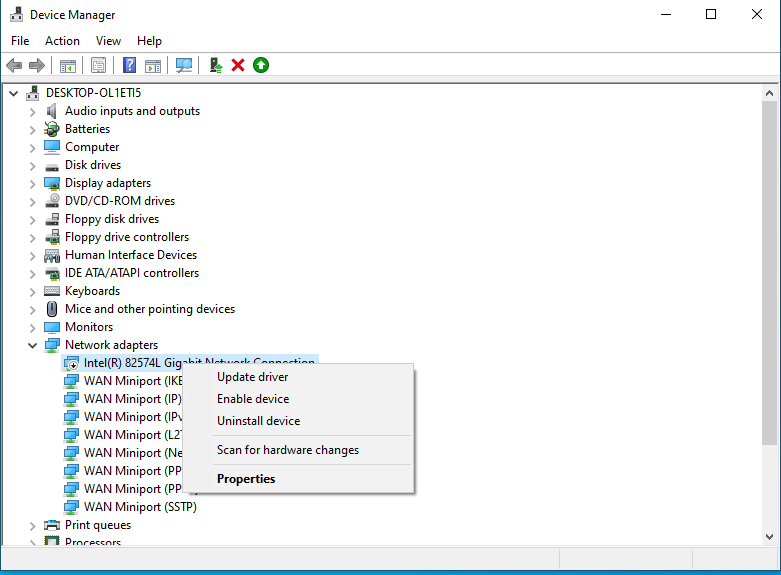 Device Manager
File Action View Help
DESKTOP-OL1ETI5
Audio inputs and outputs
Batteries
Computer
Disk drives
Display adapters
DVD/CD-ROM drives
Floppy disk drives
Floppy drive controllers
Human Interface Devices
IDE ATA/ATAPI controllers
Keyboards
Mice and other pointing devices
Monitors
Network adapters
Intel(R) 82574L Gigabit Network Connection
WAN Miniport (IKE
WAN Miniport (IP)
WAN Miniport (IPv
WAN Miniport (L2T
WAN Miniport (Ne
WAN Miniport (PP
WAN Miniport (PP
WAN Miniport (SSTP)
Print queues
Processors
Update driver
Enable device
Uninstall device
Scan for hardware changes
Properties